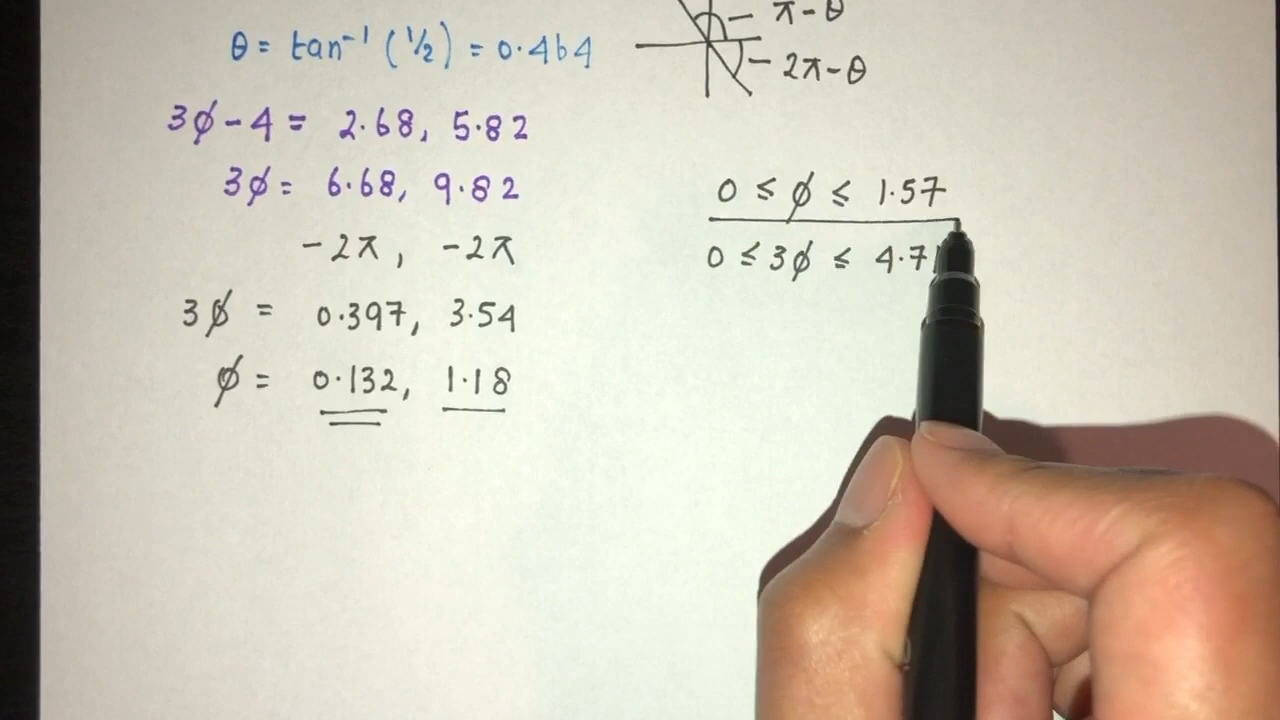 π-θ
θ = tan⁻¹ (½) = 0.464
2π-θ
3ϕ-4 = 2.68, 5.82
3ϕ = 6.68, 9.82
-2π, -2π
3ϕ = 0.397, 3.54
ϕ = 0.132, 1.18
0 ≤ ϕ ≤ 1.57
0 ≤ 3ϕ ≤ 4.71